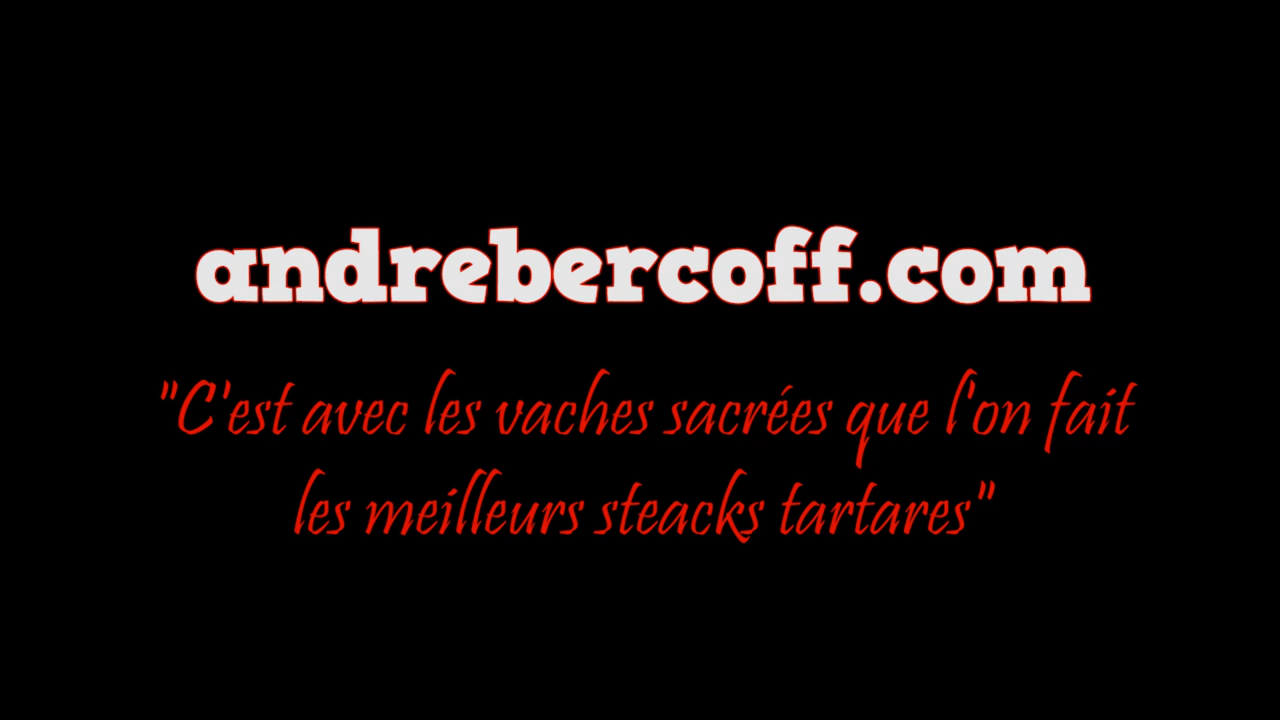 andrebercoff.com
"C'est avec les vaches sacrées que l'on fait
les meilleurs steacks tartares"